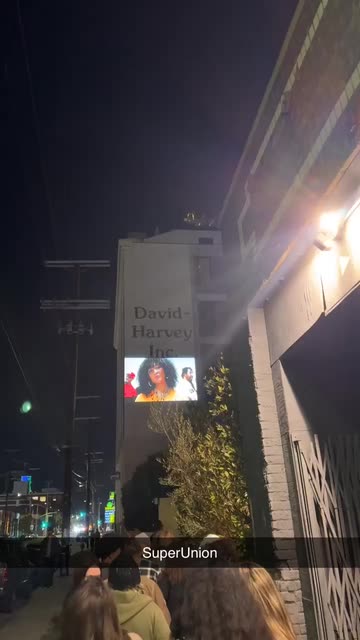 David-
Harvey
Inc.
SuperUnion